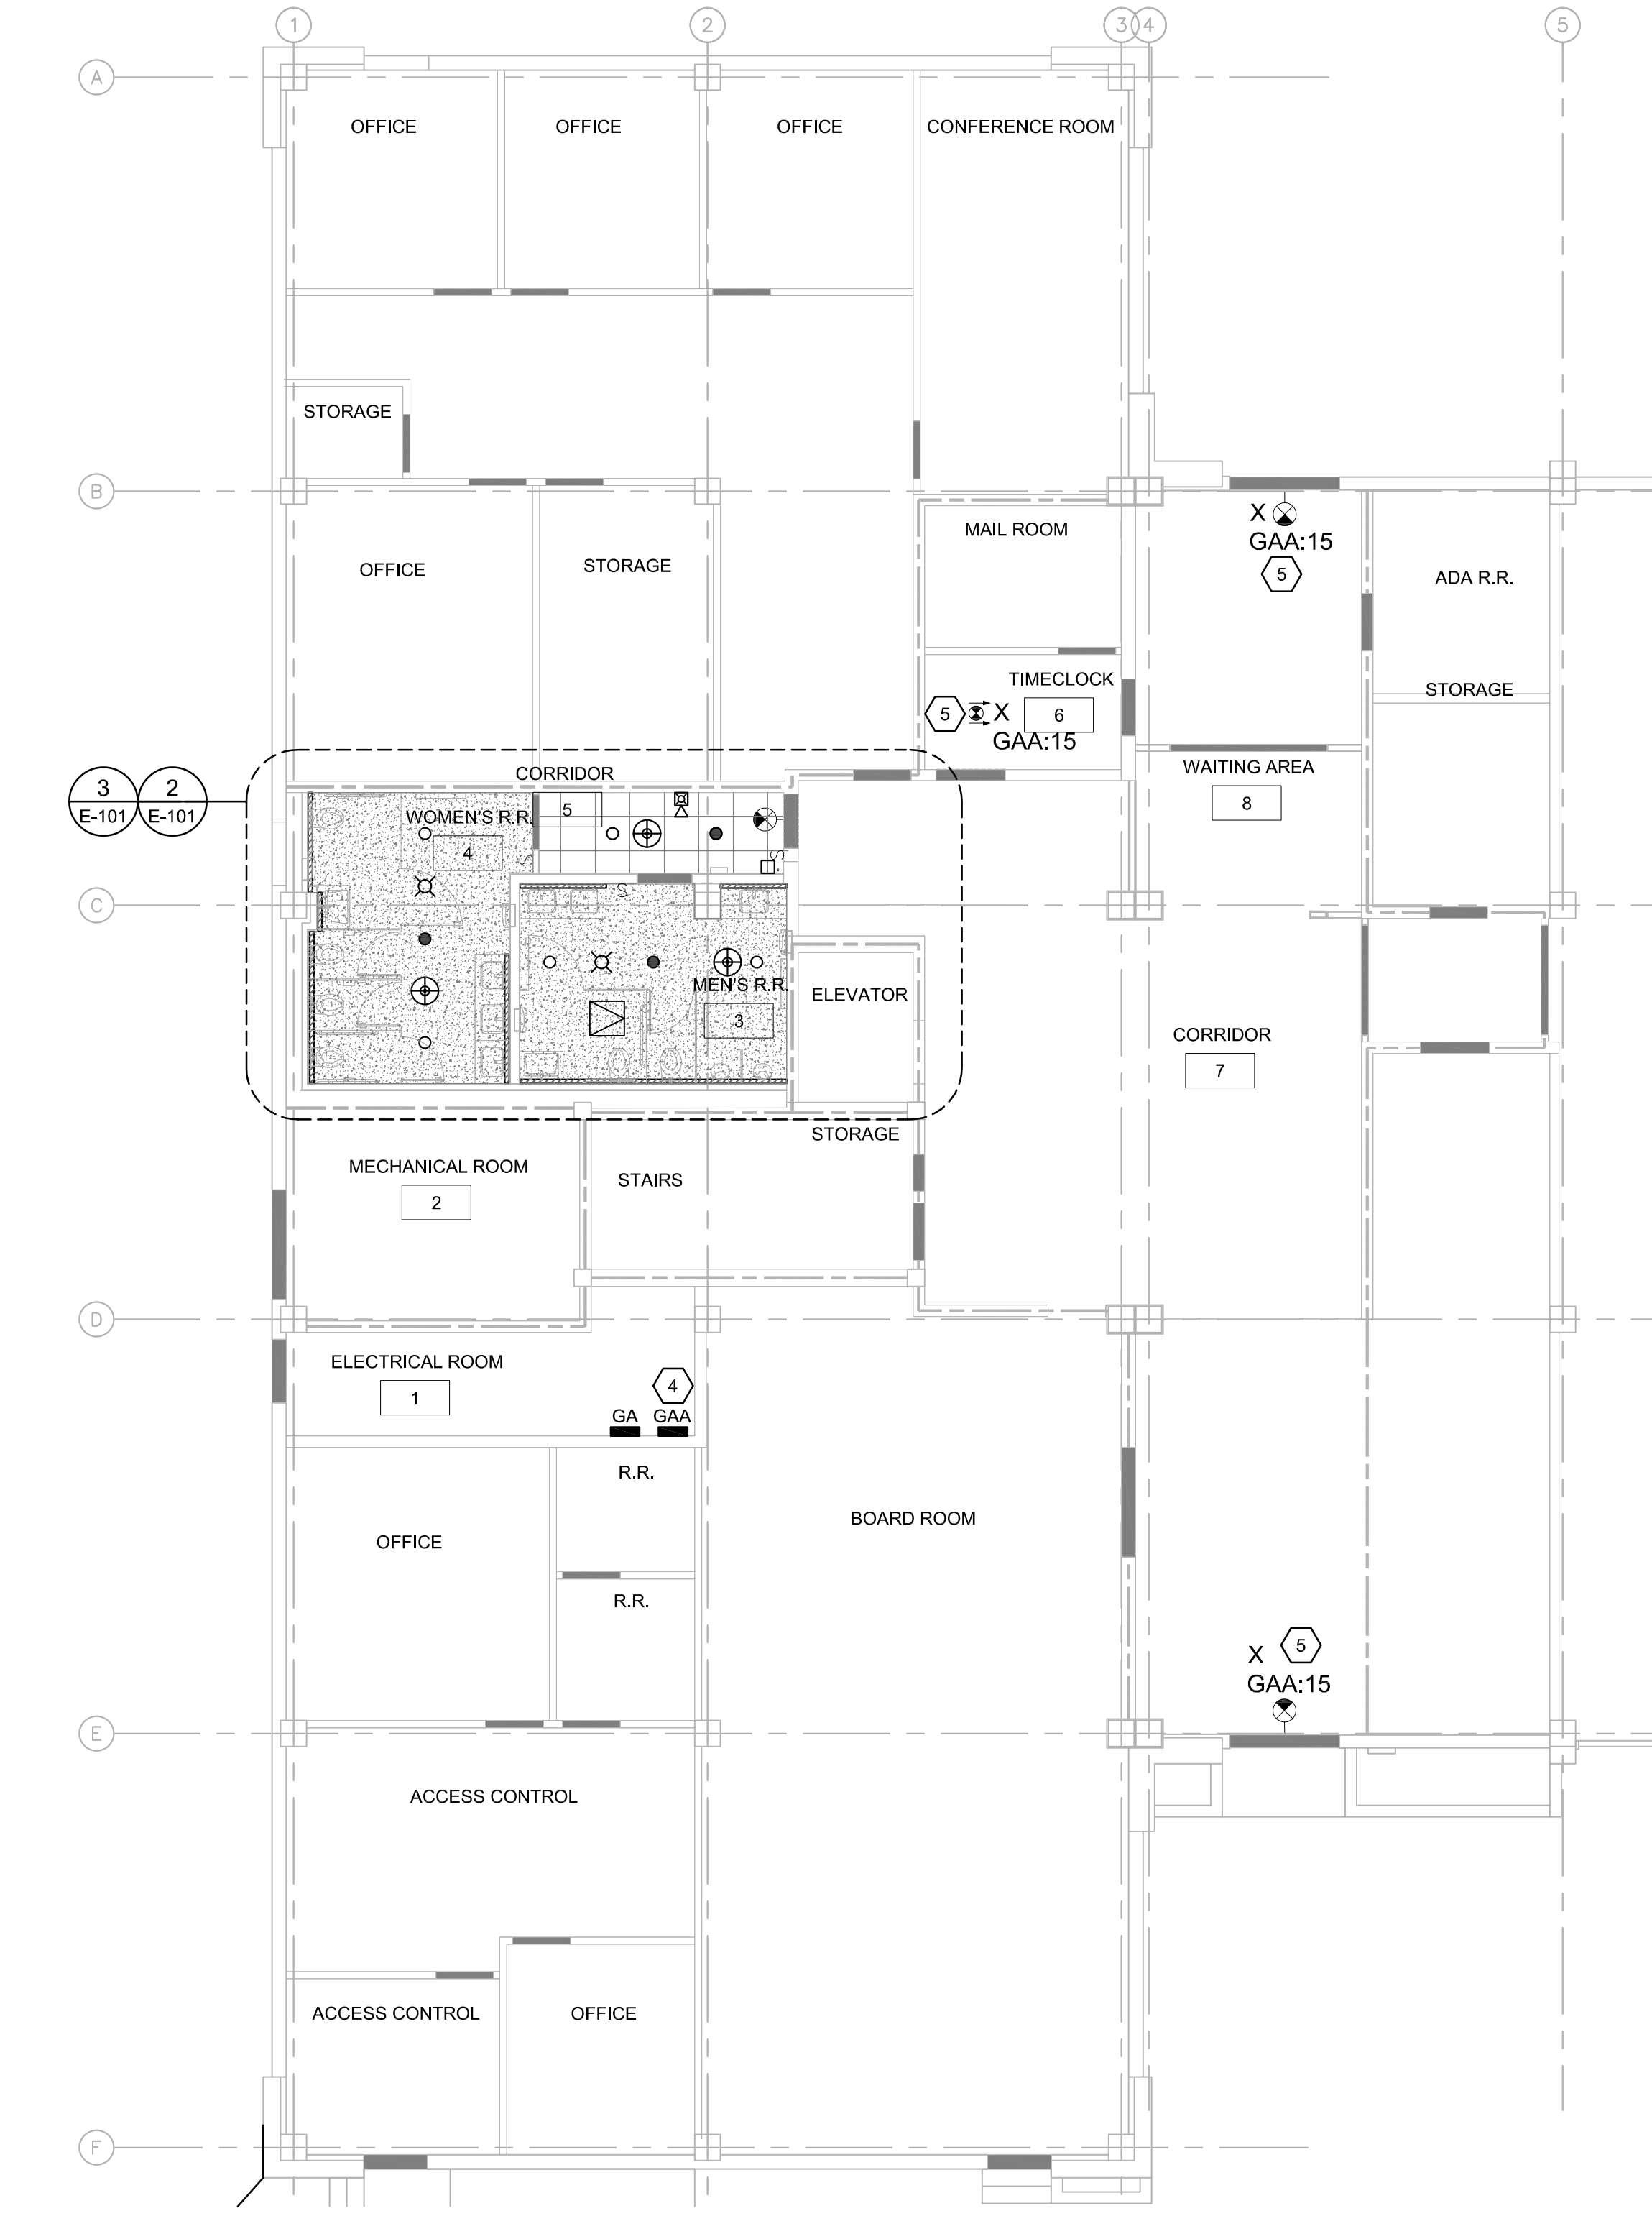 1 2 3 4 5
A
OFFICE OFFICE OFFICE CONFERENCE ROOM
STORAGE
B
X
GAA:15
5
MAIL ROOM
OFFICE STORAGE ADA R.R.
TIMECLOCK STORAGE
5 X 6
GAA:15
CORRIDOR WAITING AREA
3 2
E-101 E-101
5 8
WOMEN'S R.R.
4
S S
C
S
MEN'S R.R. ELEVATOR
3
CORRIDOR
7
STORAGE
MECHANICAL ROOM STAIRS
2
D
ELECTRICAL ROOM
1 4
GA GAA
R.R.
BOARD ROOM
OFFICE
R.R.
X 5
GAA:15
E
ACCESS CONTROL
ACCESS CONTROL OFFICE
F